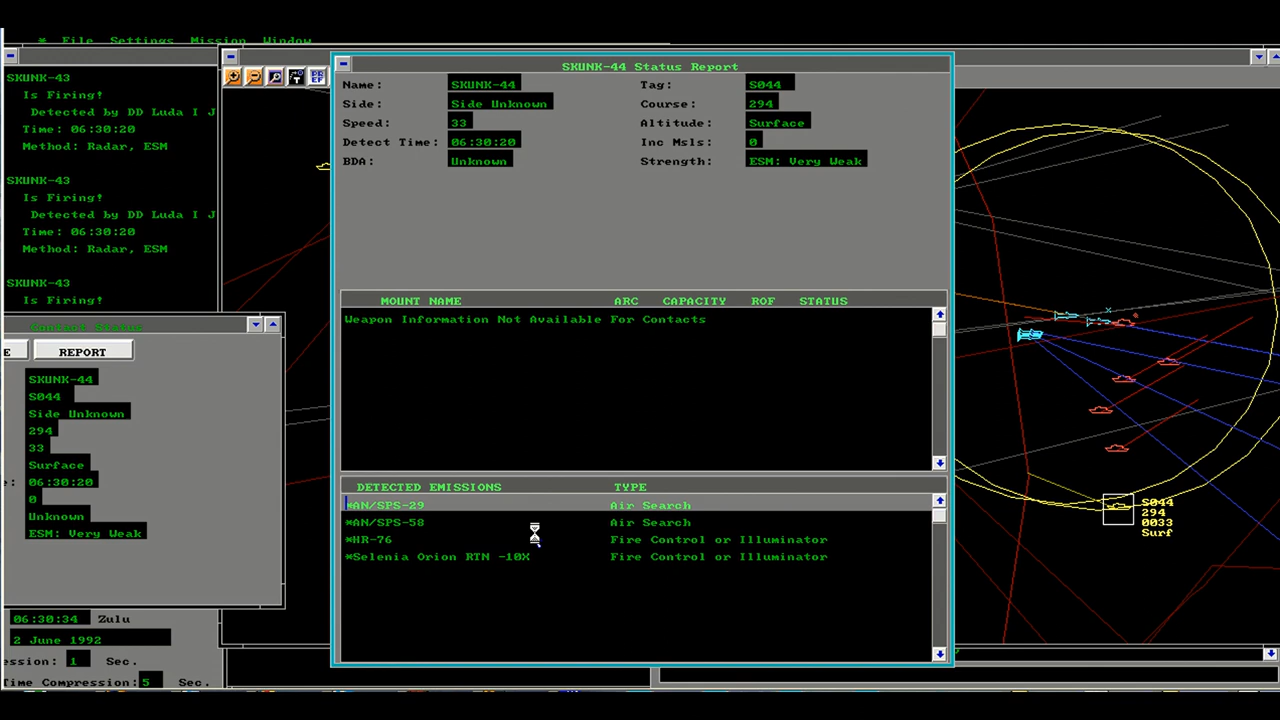 * File Settings Mission Window
SKUNK-43
Is Firing!
Detected by DD Luda I J
Time: 06:30:20
Method: Radar, ESM
SKUNK-43
Is Firing!
Detected by DD Luda I J
Time: 06:30:20
Method: Radar, ESM
SKUNK-43
Is Firing!
Contact Status
E REPORT
SKUNK-44
S044
Side Unknown
294
33
Surface
06:30:20
0
Unknown
ESM: Very Weak
06:30:34 Zulu
2 June 1992
ession: 1 Sec.
Time Compression: 5 Sec.
SKUNK-44 Status Report
Name: SKUNK-44 Tag: S044
Side: Side Unknown Course: 294
Speed: 33 Altitude: Surface
Detect Time: 06:30:20 Inc Msls: 0
BDA: Unknown Strength: ESM: Very Weak
MOUNT NAME ARC CAPACITY ROF STATUS
Weapon Information Not Available For Contacts
DETECTED EMISSIONS TYPE
*AN/SPS-29 Air Search
*AN/SPS-58 Air Search
*HR-76 Fire Control or Illuminator
*Selenia Orion RTN -10X Fire Control or Illuminator
S044
294
0033
Surf